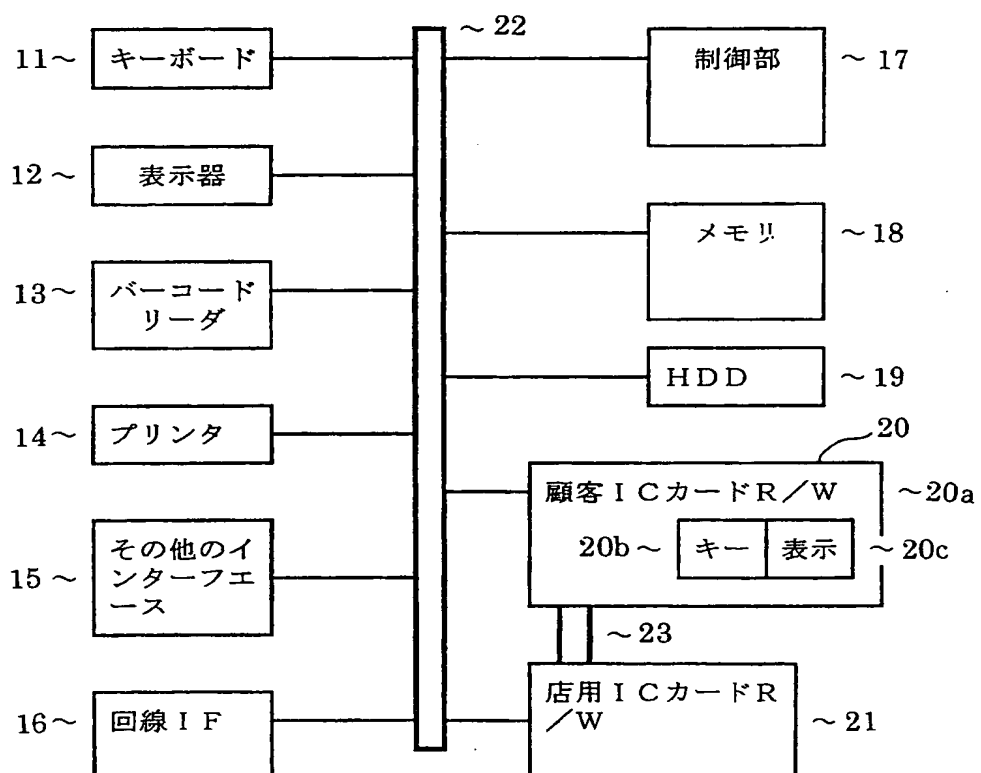 ～22
11～ キーボード
制御部 ～17
12～ 表示器
メモリ ～18
13～ バーコード
リーダ
HDD ～19
14～ プリンタ
20
顧客ICカードR／W ～20a
20b～ キー 表示 ～20c
15～ その他のイ
ンターフエ
ース
～23
16～ 回線IF
店用ICカードR
／W ～21